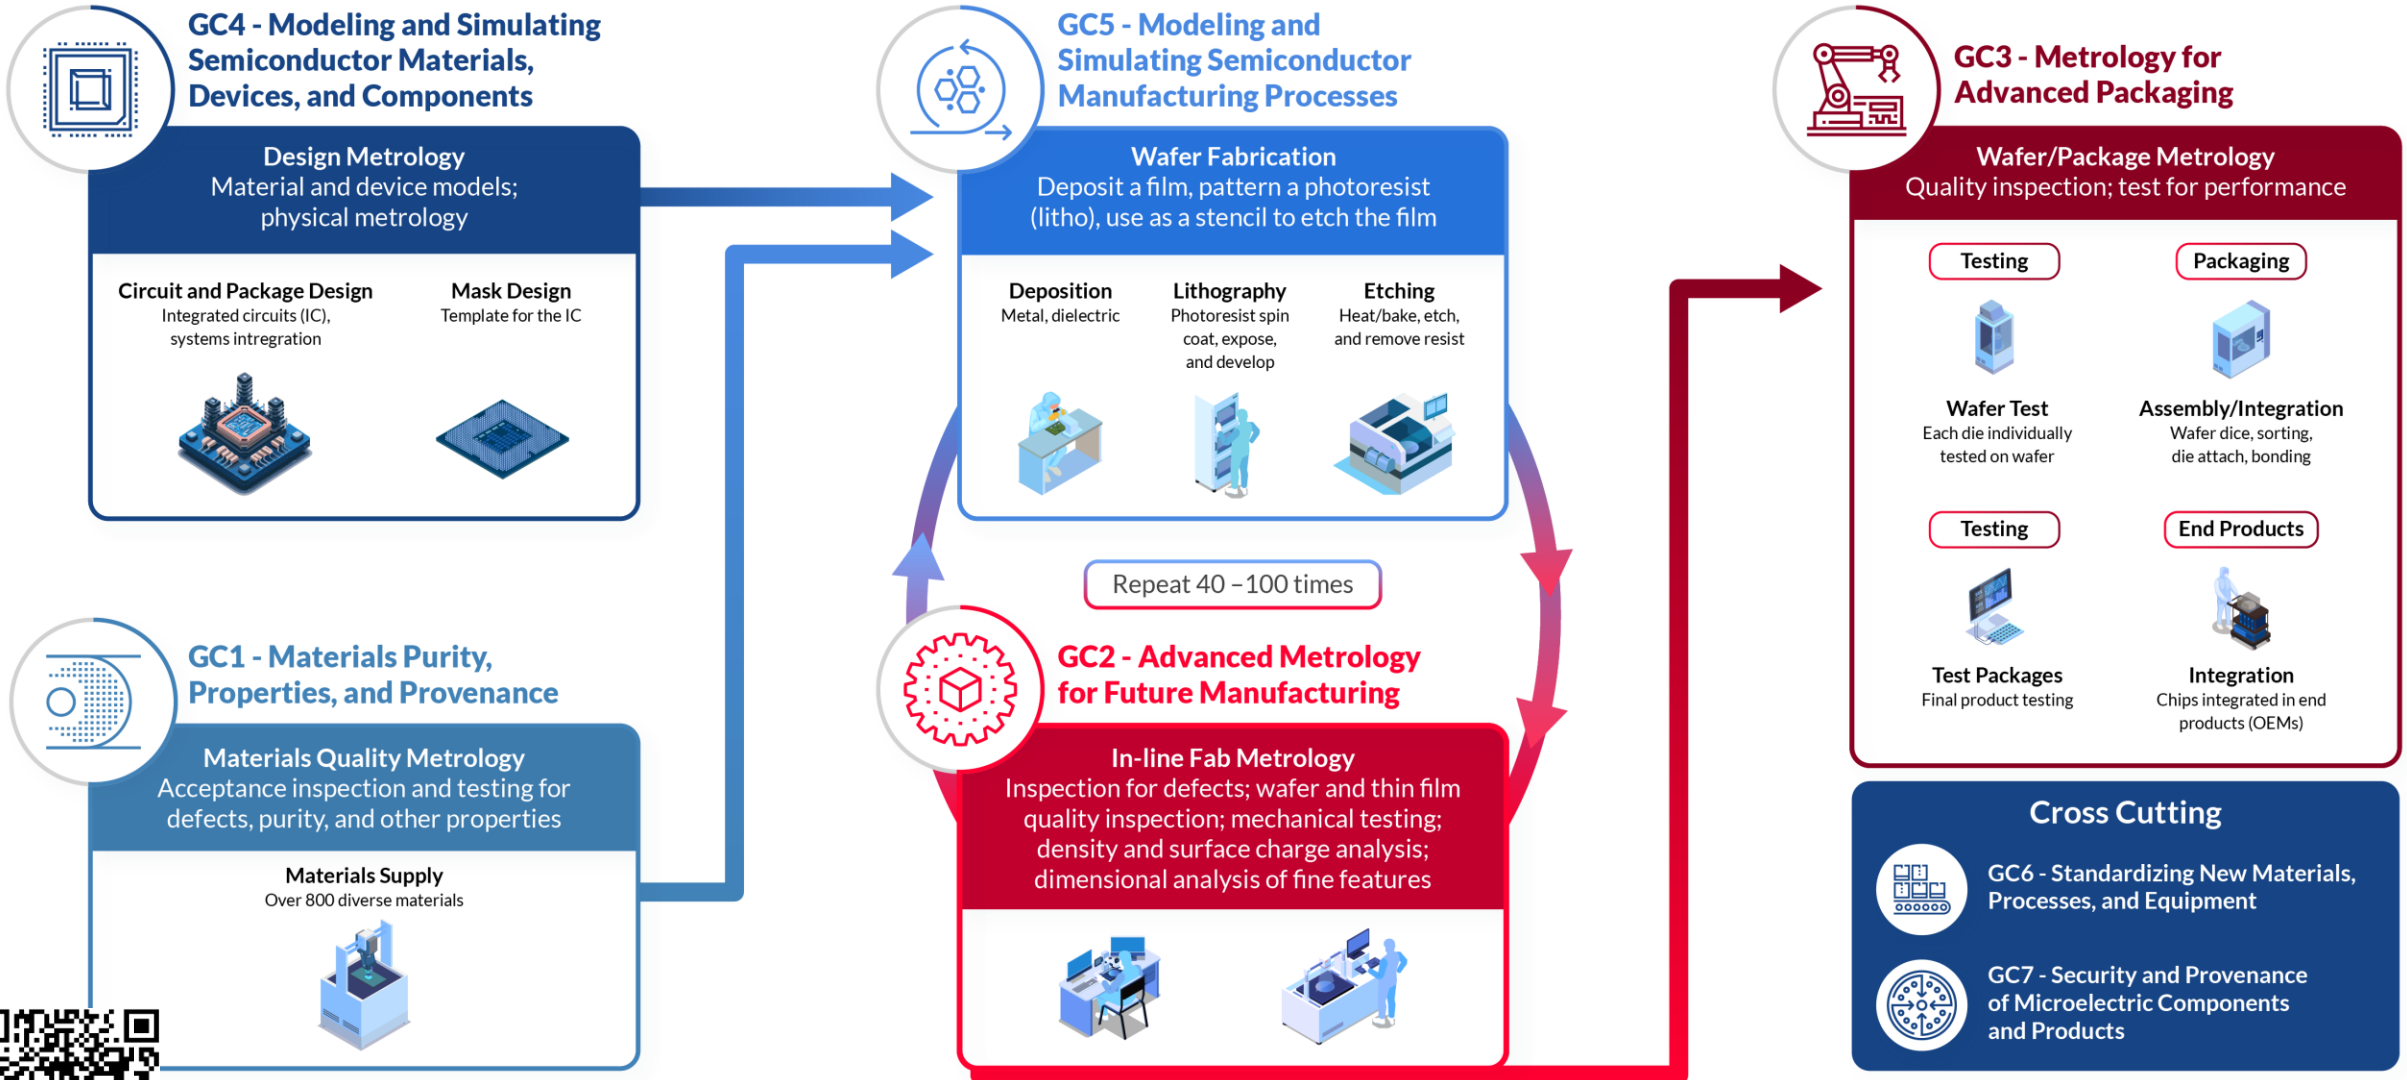 GC4 - Modeling and Simulating
Semiconductor Materials,
Devices, and Components
Design Metrology
Material and device models;
physical metrology
Circuit and Package Design
Integrated circuits (IC),
systems intregration
Mask Design
Template for the IC
GC1 - Materials Purity,
Properties, and Provenance
Materials Quality Metrology
Acceptance inspection and testing for
defects, purity, and other properties
Materials Supply
Over 800 diverse materials
GC5 - Modeling and
Simulating Semiconductor
Manufacturing Processes
Wafer Fabrication
Deposit a film, pattern a photoresist
(litho), use as a stencil to etch the film
Deposition
Metal, dielectric
Lithography
Photoresist spin
coat, expose,
and develop
Etching
Heat/bake, etch,
and remove resist
Repeat 40 –100 times
GC2 - Advanced Metrology
for Future Manufacturing
In-line Fab Metrology
Inspection for defects; wafer and thin film
quality inspection; mechanical testing;
density and surface charge analysis;
dimensional analysis of fine features
GC3 - Metrology for
Advanced Packaging
Wafer/Package Metrology
Quality inspection; test for performance
Testing
Wafer Test
Each die individually
tested on wafer
Packaging
Assembly/Integration
Wafer dice, sorting,
die attach, bonding
Testing
Test Packages
Final product testing
End Products
Integration
Chips integrated in end
products (OEMs)
Cross Cutting
GC6 - Standardizing New Materials,
Processes, and Equipment
GC7 - Security and Provenance
of Microelectric Components
and Products